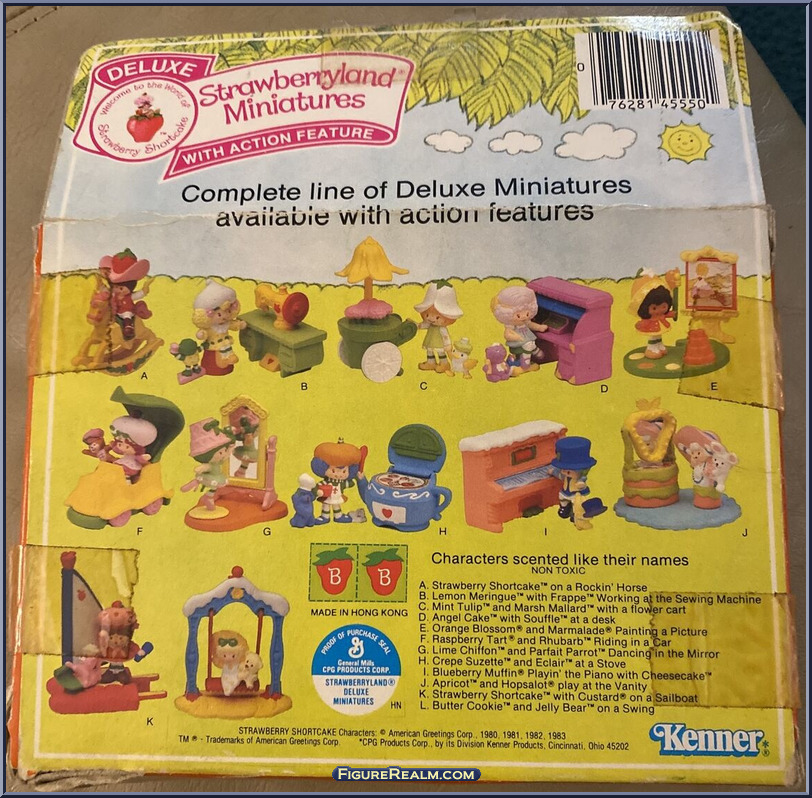 DELUXE
Welcome to the World of
Strawberry Shortcake™
Strawberryland®
Miniatures
WITH ACTION FEATURE
0 76281 45550
Complete line of Deluxe Miniatures
available with action features
A
B
C
D
E
F
G
H
I
J
K
B B
MADE IN HONG KONG
PROOF OF PURCHASE SEAL
G
General Mills
CPG PRODUCTS CORP.
STRAWBERRYLAND®
DELUXE
MINIATURES
HN
Characters scented like their names
NON TOXIC
A. Strawberry Shortcake™ on a Rockin' Horse
B. Lemon Meringue™ with Frappe™ Working at the Sewing Machine
C. Mint Tulip™ and Marsh Mallard™ with a flower cart
D. Angel Cake™ with Souffle™ at a desk
E. Orange Blossom® and Marmalade® Painting a Picture
F. Raspberry Tart® and Rhubarb™ Riding in a Car
G. Lime Chiffon™ and Parfait Parrot™ Dancing in the Mirror
H. Crepe Suzette™ and Eclair™ at a Stove
I. Blueberry Muffin® Playin' the Piano with Cheesecake™
J. Apricot™ and Hopsalot® play at the Vanity
K. Strawberry Shortcake™ with Custard® on a Sailboat
L. Butter Cookie™ and Jelly Bear™ on a Swing
STRAWBERRY SHORTCAKE Characters: © American Greetings Corp., 1980, 1981, 1982, 1983
TM ® - Trademarks of American Greetings Corp. *CPG Products Corp., by its Division Kenner Products, Cincinnati, Ohio 45202
Kenner®
FIGUREREALM.COM